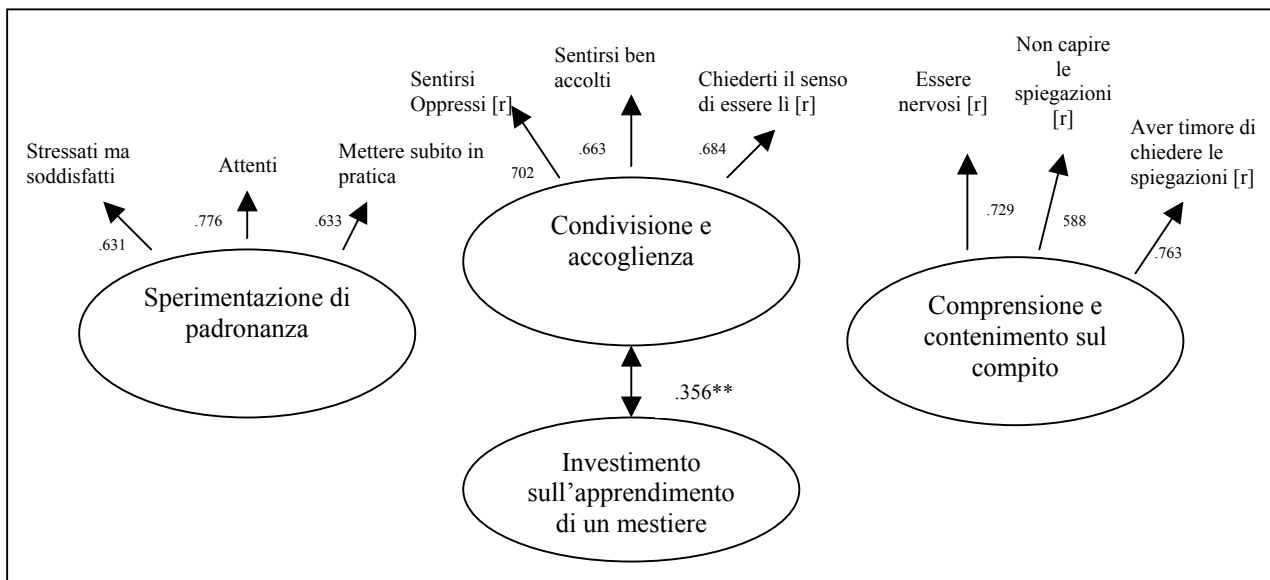 Stressati ma
soddisfatti
.631
Attenti
.776
Mettere subito in
pratica
.633
Sperimentazione di
padronanza
Sentirsi
Oppressi [r]
702
Sentirsi ben
accolti
.663
Chiederti il senso
di essere lì [r]
.684
Condivisione e
accoglienza
.356**
Investimento
sull’apprendimento
di un mestiere
Essere
nervosi [r]
.729
Non capire
le
spiegazioni
[r]
588
Aver timore di
chiedere le
spiegazioni [r]
.763
Comprensione e
contenimento sul
compito